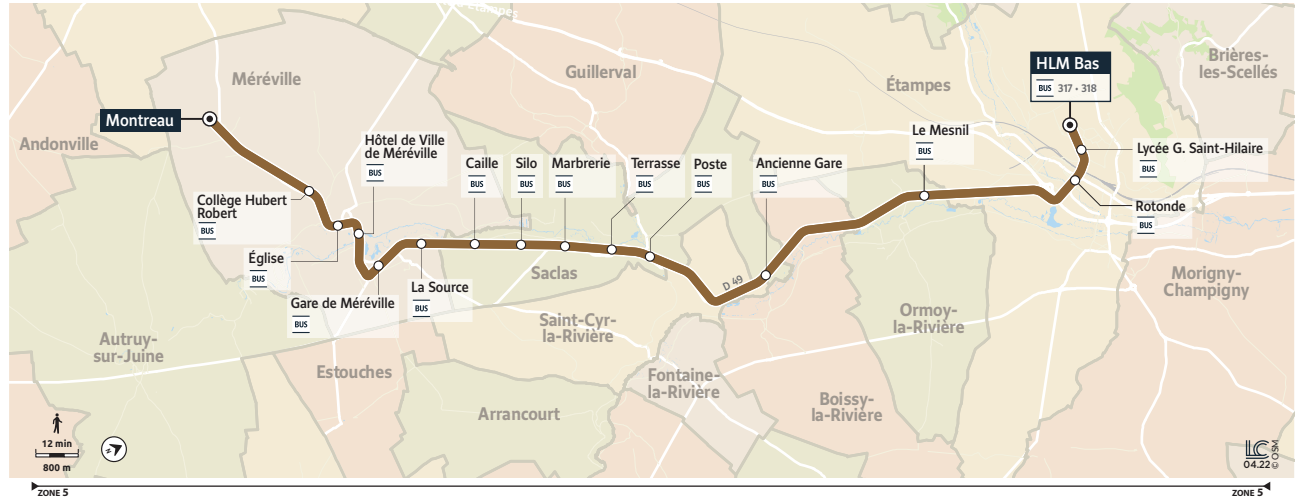 Étampes
HLM Bas
BUS 317 • 318
Brières-
les-Scellés
Guillerval
Méréville
Étampes
Montreau
Andonville
Hôtel de Ville
de Méréville
BUS
Le Mesnil
BUS
Lycée G. Saint-Hilaire
BUS
Caille
BUS
Silo
BUS
Marbrerie
BUS
Terrasse
BUS
Poste
BUS
Ancienne Gare
BUS
Collège Hubert
Robert
BUS
Rotonde
BUS
Église
BUS
La Source
BUS
Gare de Méréville
BUS
Saclas
D 49
Morigny-
Champigny
Ormoy-
la-Rivière
Saint-Cyr-
la-Rivière
Autruy-
sur-Juine
Estouches
Fontaine-
la-Rivière
Boissy-
la-Rivière
Arrancourt
12 min
800 m
N
LC
04.22
© OSM
ZONE 5
ZONE 5